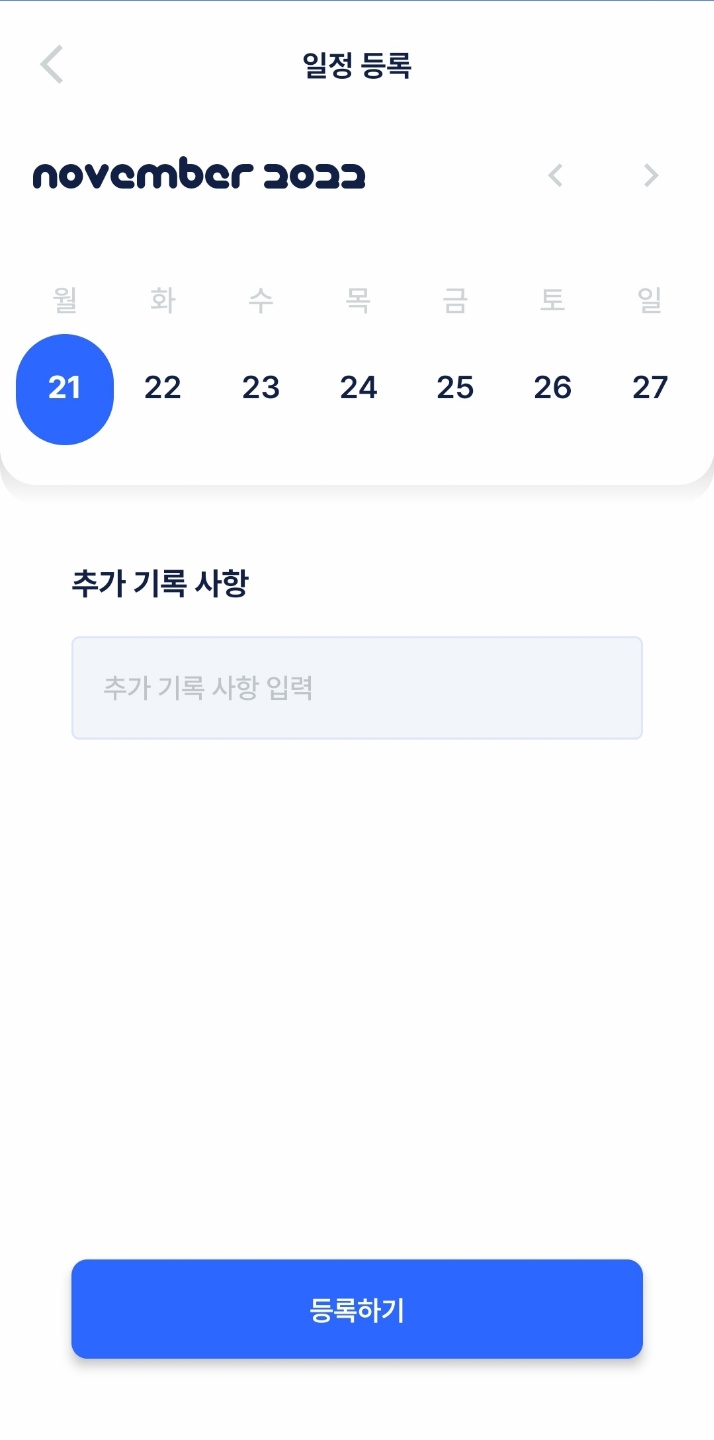 일정 등록
november 2022
월 화 수 목 금 토 일
21 22 23 24 25 26 27
추가 기록 사항
추가 기록 사항 입력
등록하기